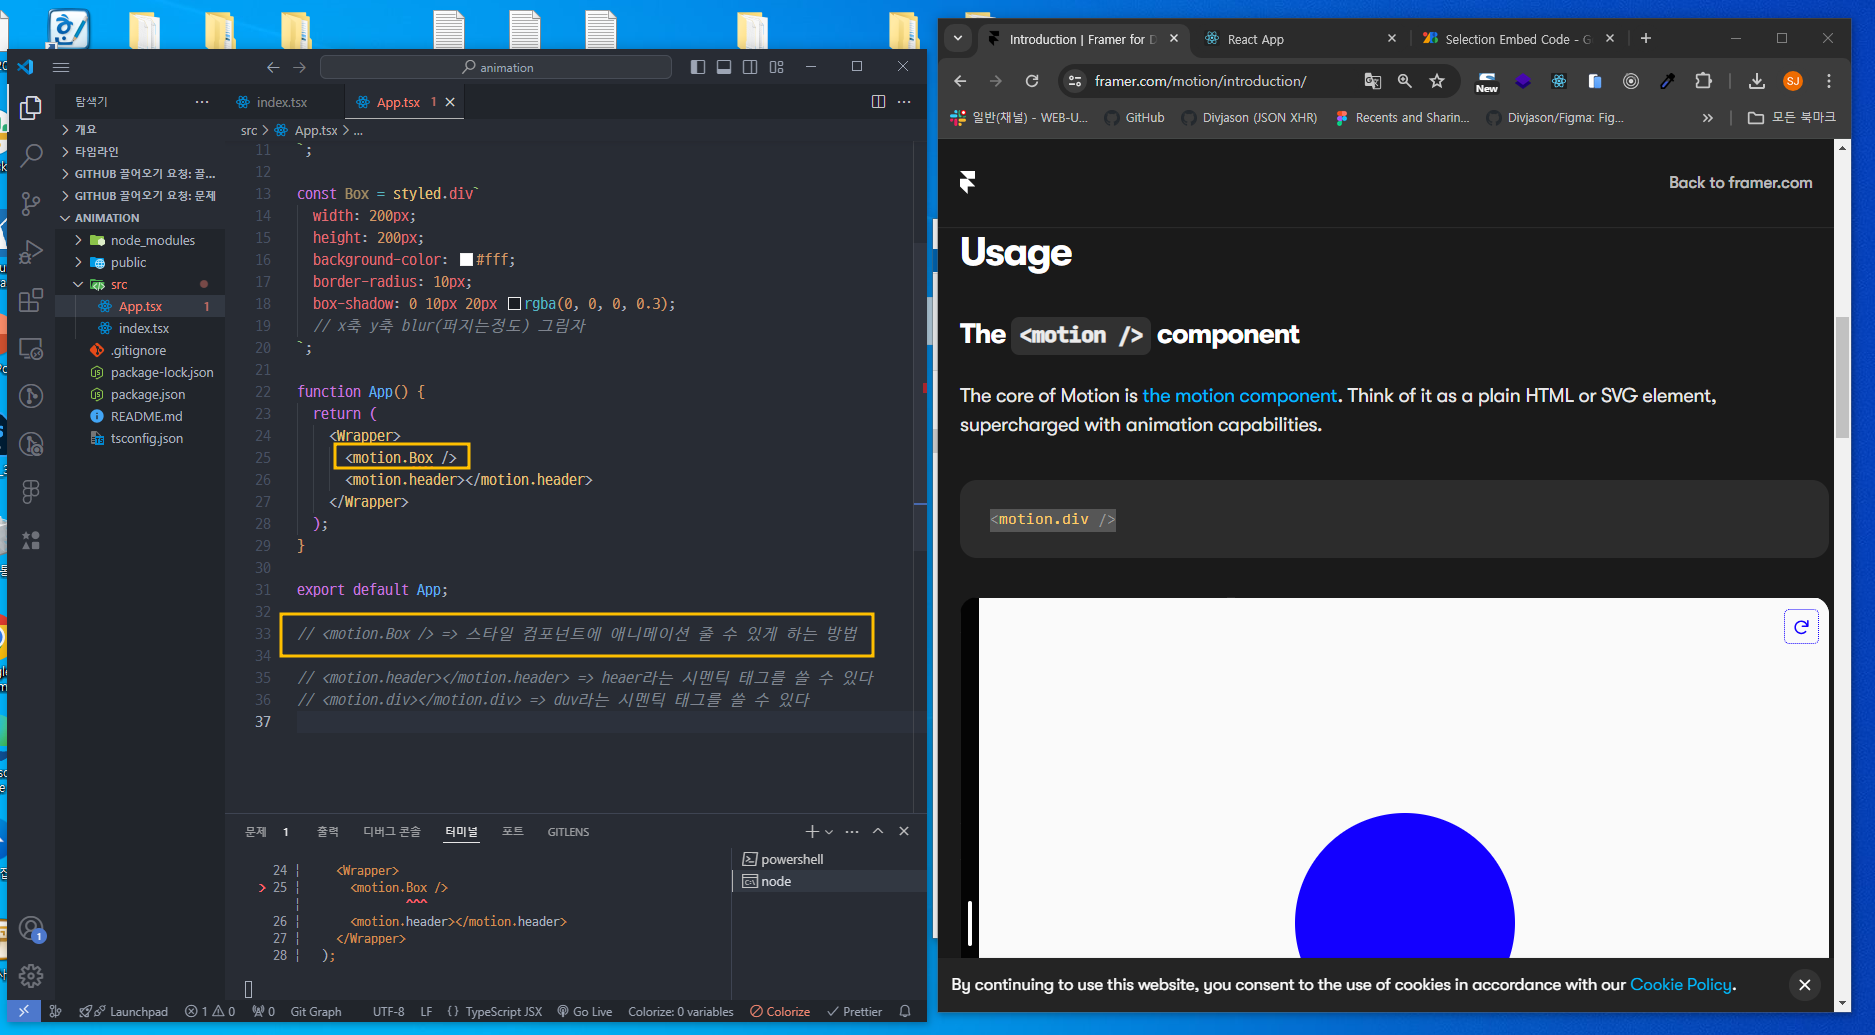 animation
탐색기
개요
타임라인
GITHUB 끌어오기 요청: 끌...
GITHUB 끌어오기 요청: 문제
ANIMATION
node_modules
public
src
App.tsx 1
index.tsx
.gitignore
package-lock.json
package.json
README.md
tsconfig.json
index.tsx
App.tsx 1
src > App.tsx > ...
11 `;
12
13 const Box = styled.div`
14 width: 200px;
15 height: 200px;
16 background-color: #fff;
17 border-radius: 10px;
18 box-shadow: 0 10px 20px rgba(0, 0, 0, 0.3);
19 // x축 y축 blur(퍼지는정도) 그림자
20 `;
21
22 function App() {
23 return (
24 <Wrapper>
25 <motion.Box />
26 <motion.header></motion.header>
27 </Wrapper>
28 );
29 }
30
31 export default App;
32
33 // <motion.Box /> => 스타일 컴포넌트에 애니메이션 줄 수 있게 하는 방법
34
35 // <motion.header></motion.header> => heaer라는 시멘틱 태그를 쓸 수 있다
36 // <motion.div></motion.div> => duv라는 시멘틱 태그를 쓸 수 있다
37
문제 1 출력 디버그 콘솔 터미널 포트 GITLENS
24 | <Wrapper>
> 25 | <motion.Box />
| ^^^
26 | <motion.header></motion.header>
27 | </Wrapper>
28 | );
powershell
node
1
Launchpad 1 0 0 Git Graph UTF-8 LF {} TypeScript JSX Go Live Colorize: 0 variables Colorize Prettier
Introduction | Framer for D
React App
Selection Embed Code - G
framer.com/motion/introduction/
New
SJ
일반(채널) - WEB-U...
GitHub
Divjason (JSON XHR)
Recents and Sharin...
Divjason/Figma: Fig...
모든 북마크
Back to framer.com
Usage
The <motion /> component
The core of Motion is the motion component. Think of it as a plain HTML or SVG element,
supercharged with animation capabilities.
<motion.div />
By continuing to use this website, you consent to the use of cookies in accordance with our Cookie Policy.